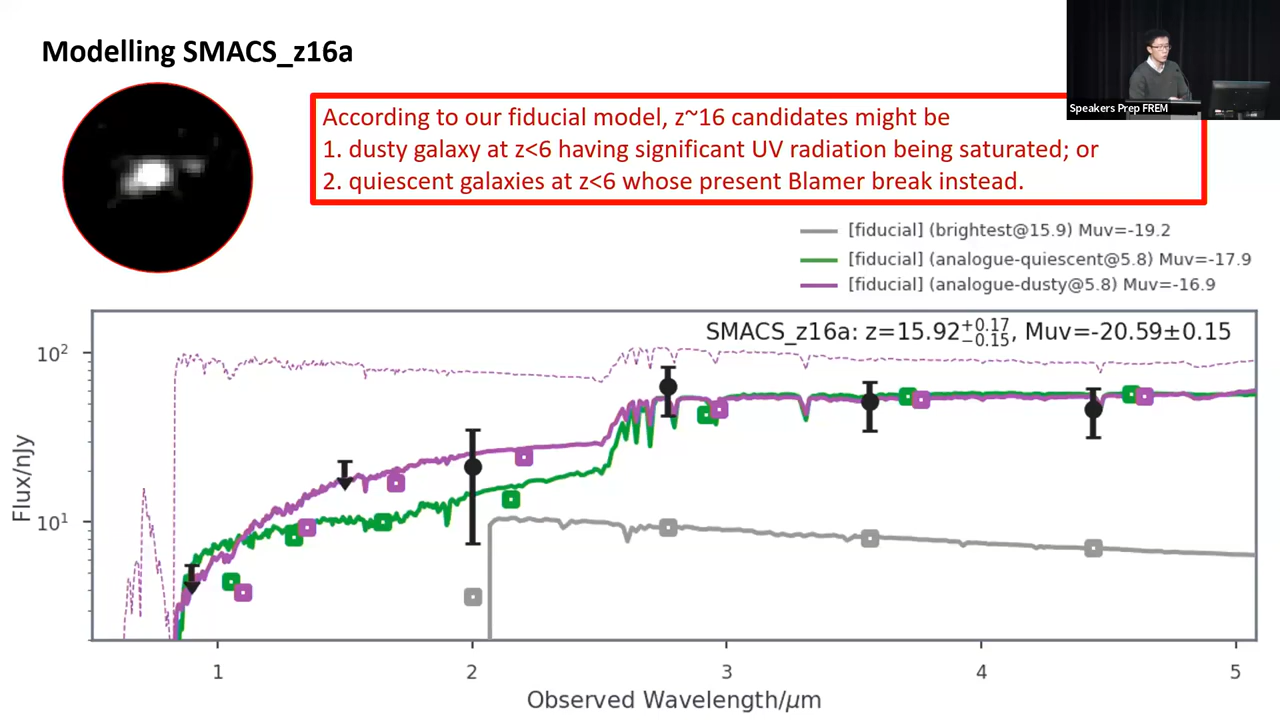 Modelling SMACS_z16a
Speakers Prep FREM
According to our fiducial model, z~16 candidates might be
1. dusty galaxy at z<6 having significant UV radiation being saturated; or
2. quiescent galaxies at z<6 whose present Blamer break instead.
[fiducial] (brightest@15.9) Muv=-19.2
[fiducial] (analogue-quiescent@5.8) Muv=-17.9
[fiducial] (analogue-dusty@5.8) Muv=-16.9
SMACS_z16a: z=15.92^{+0.17}_{−0.15}, Muv=-20.59±0.15
10²
10¹
Flux/nJy
1 2 3 4 5
Observed Wavelength/μm